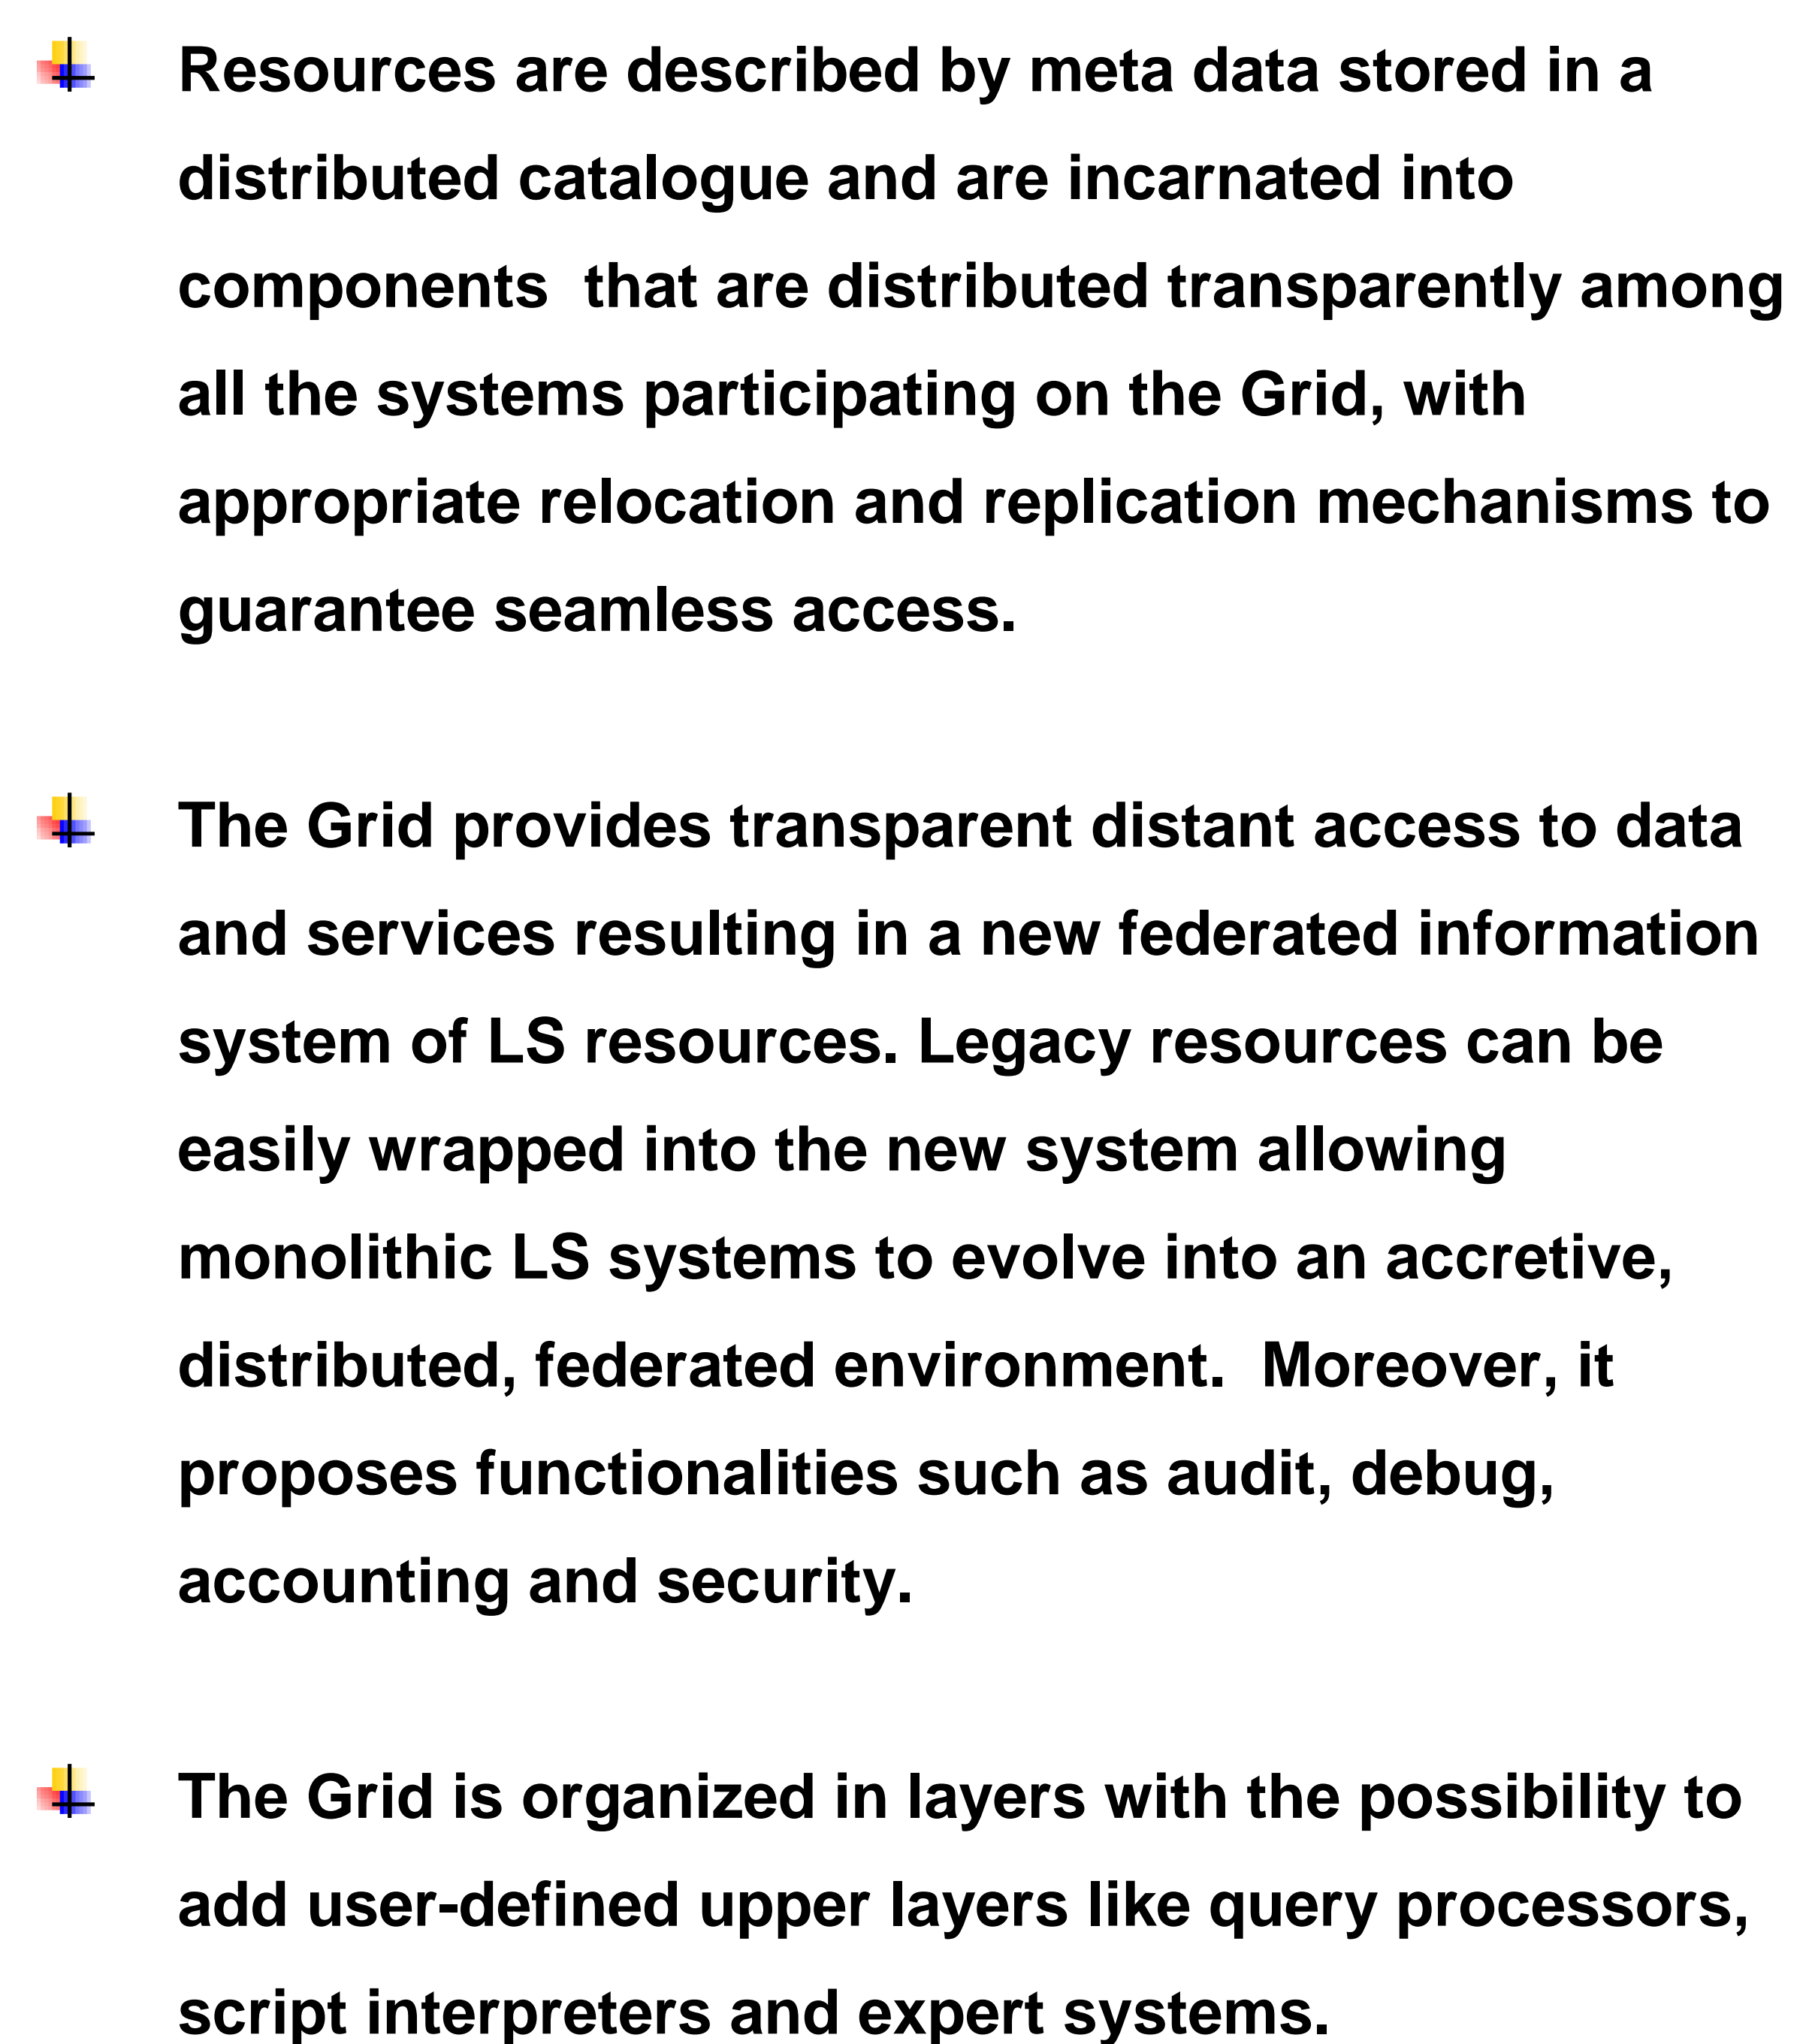 Resources are described by meta data stored in a
distributed catalogue and are incarnated into
components  that are distributed transparently among
all the systems participating on the Grid, with
appropriate relocation and replication mechanisms to
guarantee seamless access.
The Grid provides transparent distant access to data
and services resulting in a new federated information
system of LS resources. Legacy resources can be
easily wrapped into the new system allowing
monolithic LS systems to evolve into an accretive,
distributed, federated environment.  Moreover, it
proposes functionalities such as audit, debug,
accounting and security.
The Grid is organized in layers with the possibility to
add user-defined upper layers like query processors,
script interpreters and expert systems.